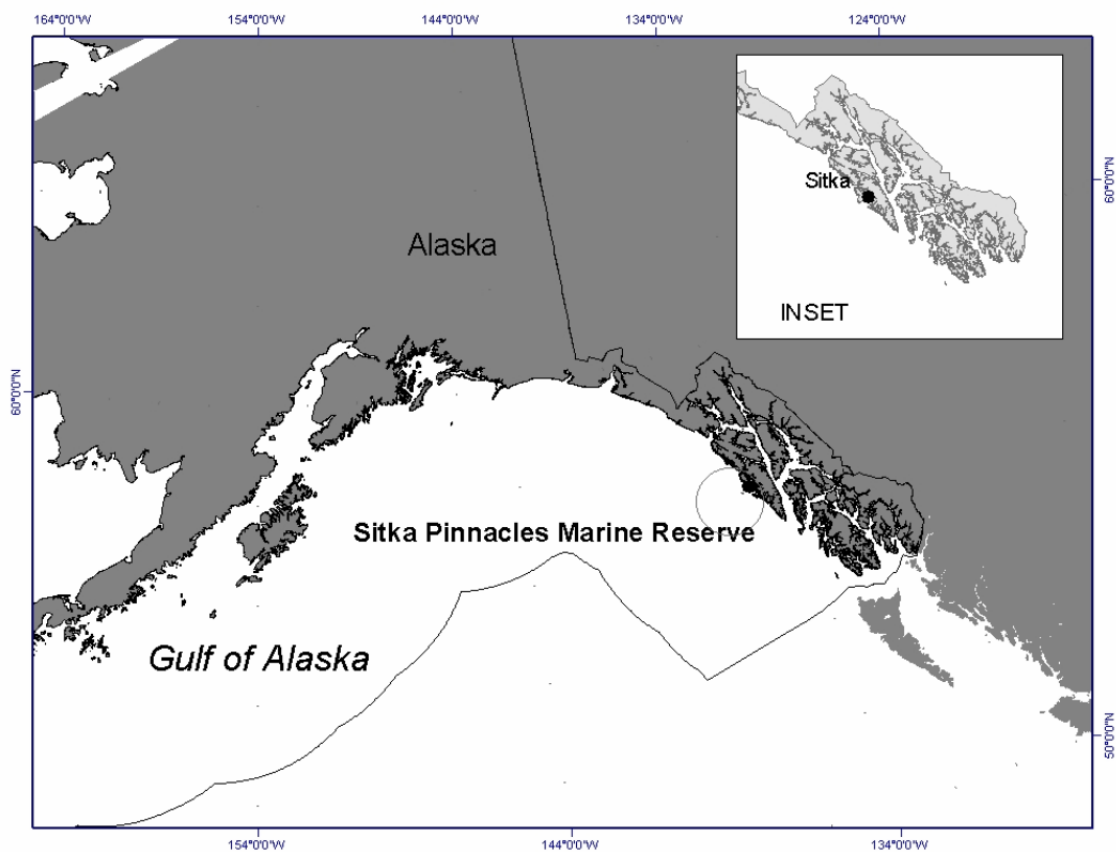 164°0'0"W
154°0'0"W
144°0'0"W
134°0'0"W
124°0'0"W
Sitka
60°0'0"N
Alaska
INSET
60°0'0"N
Sitka Pinnacles Marine Reserve
Gulf of Alaska
50°0'0"N
154°0'0"W
144°0'0"W
134°0'0"W